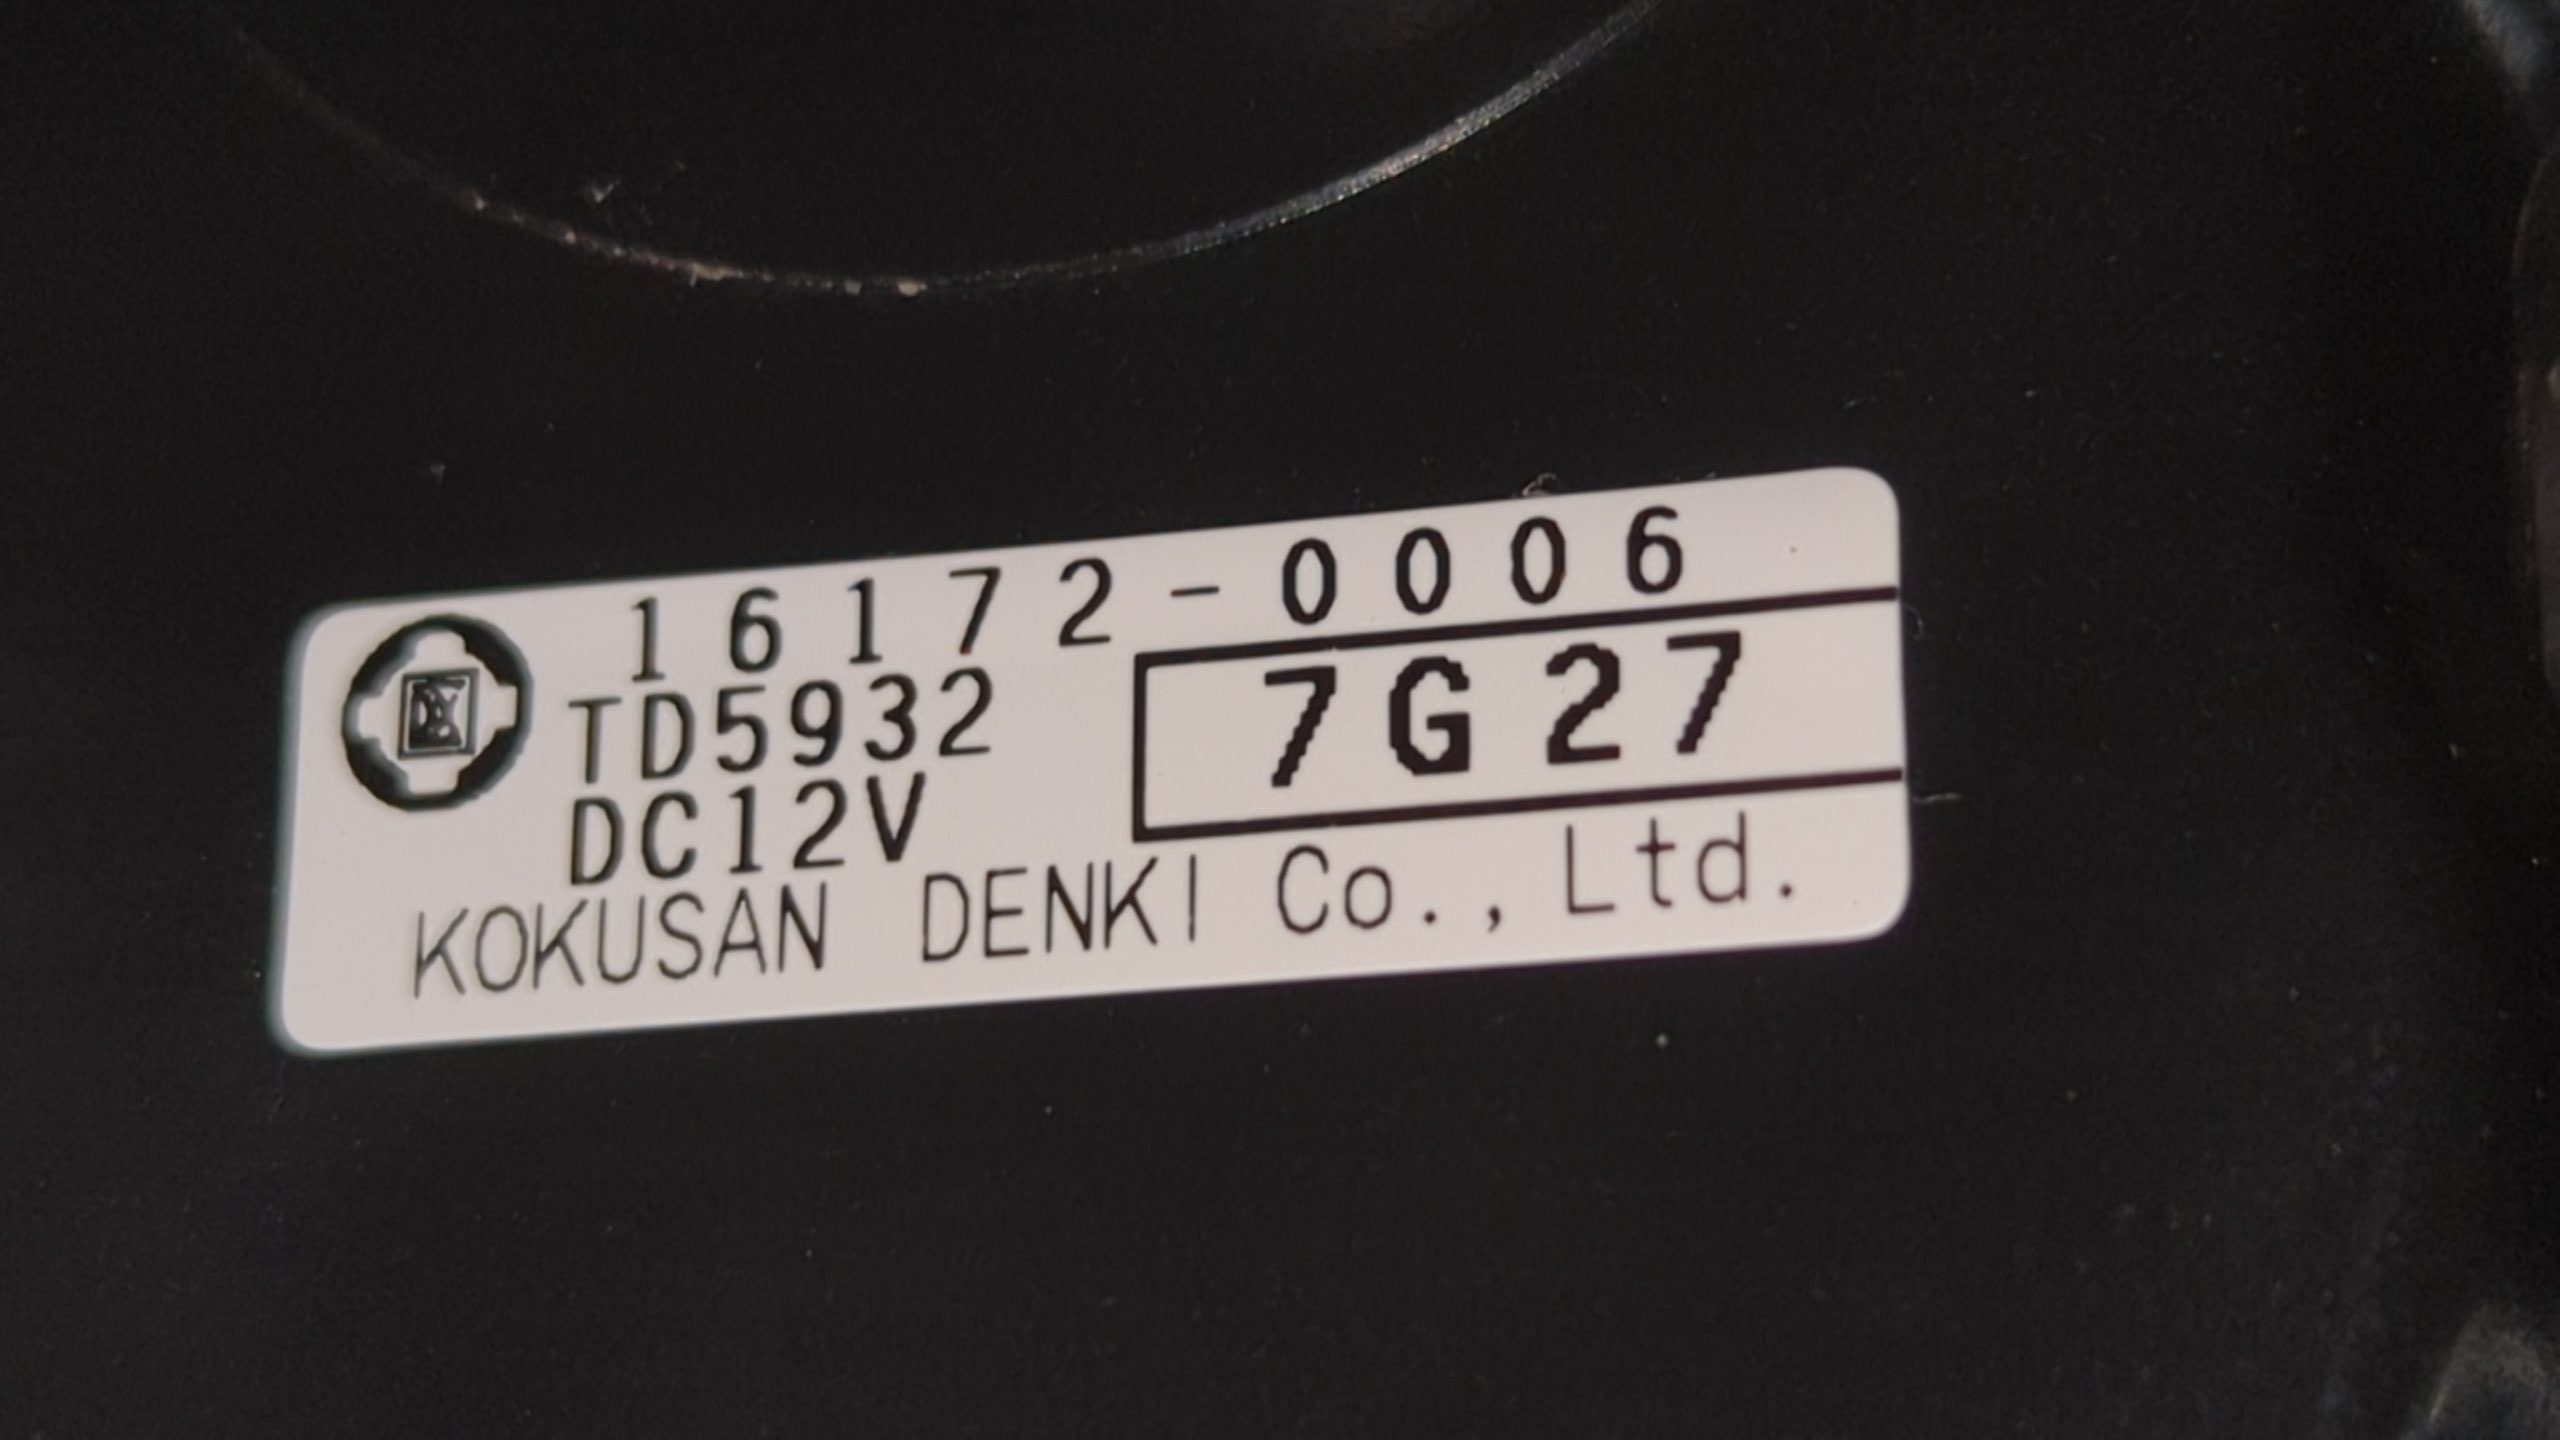 16172-0006
TD5932
7G27
DC12V
KOKUSAN DENKI Co., Ltd.